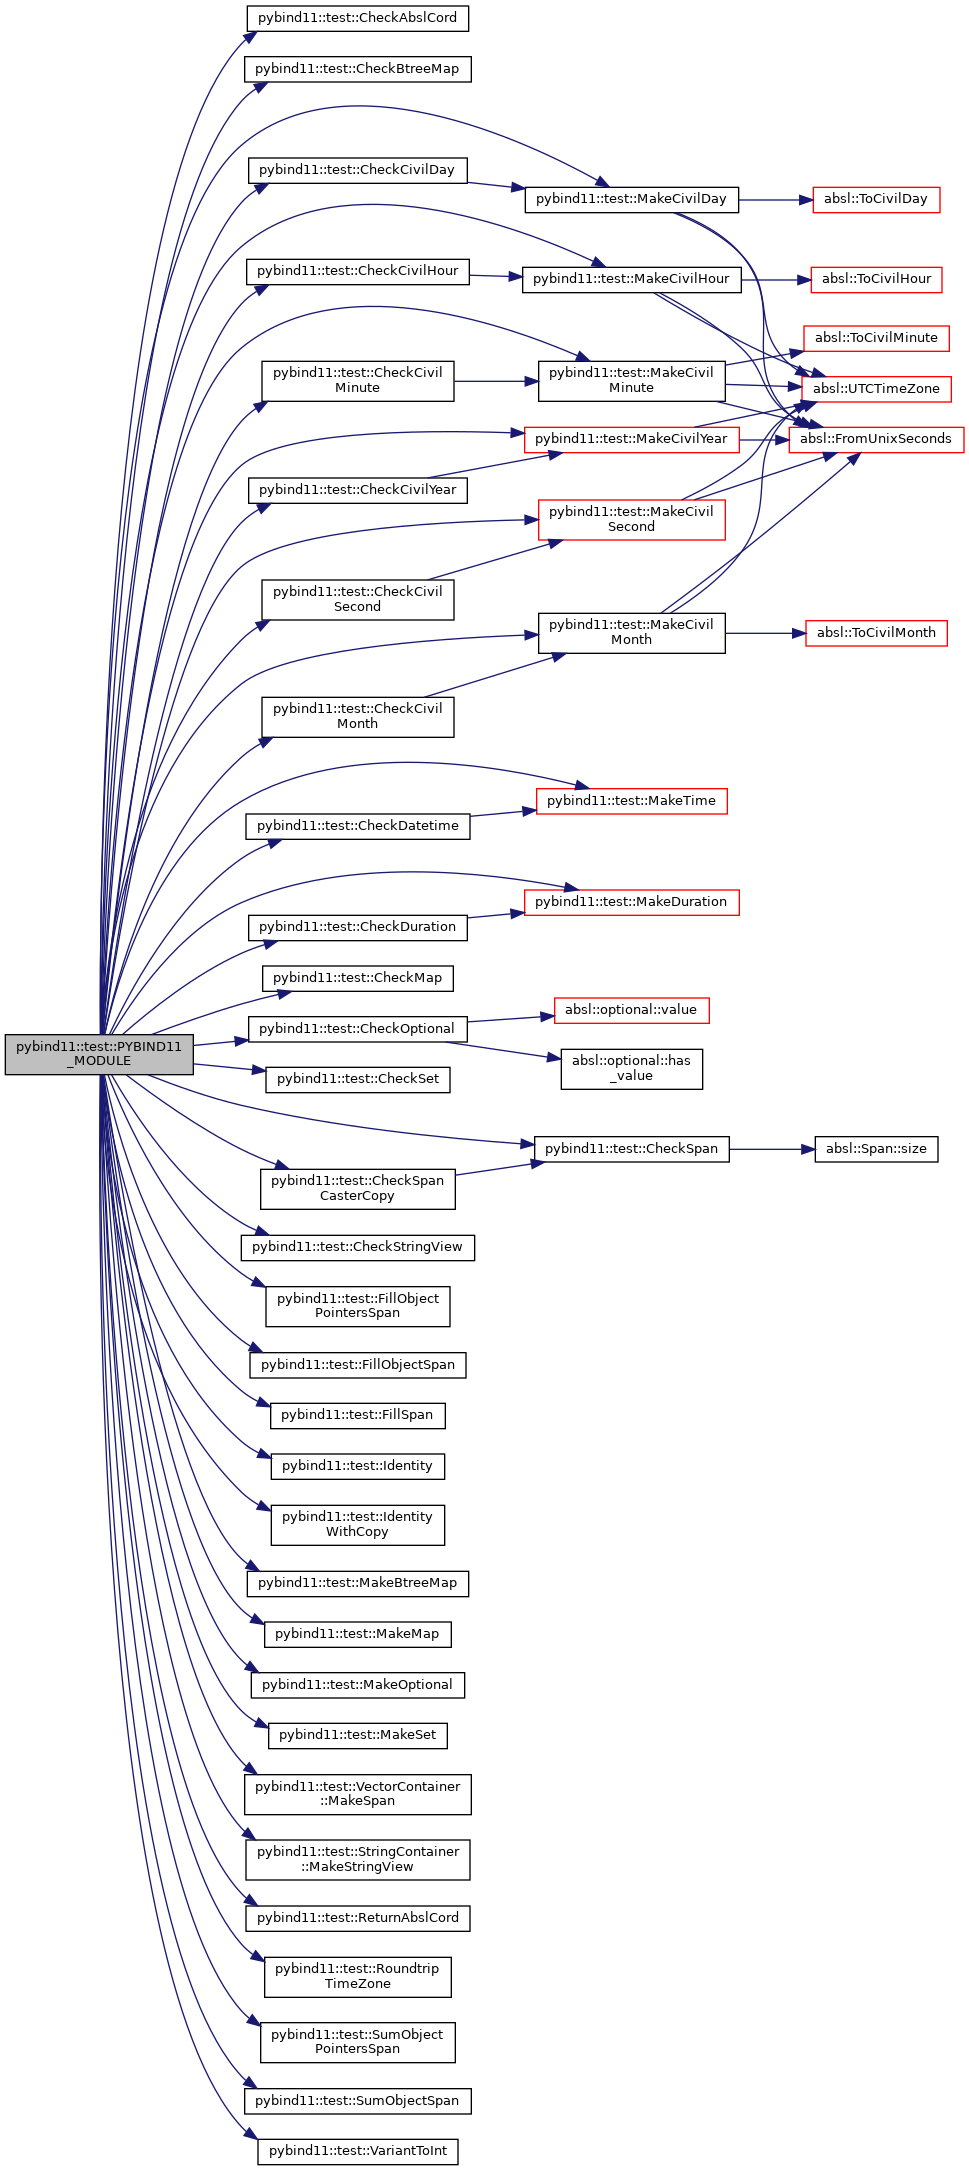 pybind11::test::CheckAbslCord
pybind11::test::CheckBtreeMap
pybind11::test::CheckCivilDay
pybind11::test::MakeCivilDay
absl::ToCivilDay
pybind11::test::CheckCivilHour
pybind11::test::MakeCivilHour
absl::ToCivilHour
absl::ToCivilMinute
pybind11::test::CheckCivil
Minute
pybind11::test::MakeCivil
Minute
absl::UTCTimeZone
pybind11::test::MakeCivilYear
absl::FromUnixSeconds
pybind11::test::CheckCivilYear
pybind11::test::MakeCivil
Second
pybind11::test::CheckCivil
Second
pybind11::test::MakeCivil
Month
absl::ToCivilMonth
pybind11::test::CheckCivil
Month
pybind11::test::MakeTime
pybind11::test::CheckDatetime
pybind11::test::MakeDuration
pybind11::test::CheckDuration
pybind11::test::CheckMap
absl::optional::value
pybind11::test::CheckOptional
pybind11::test::PYBIND11
_MODULE
absl::optional::has
_value
pybind11::test::CheckSet
pybind11::test::CheckSpan
absl::Span::size
pybind11::test::CheckSpan
CasterCopy
pybind11::test::CheckStringView
pybind11::test::FillObject
PointersSpan
pybind11::test::FillObjectSpan
pybind11::test::FillSpan
pybind11::test::Identity
pybind11::test::Identity
WithCopy
pybind11::test::MakeBtreeMap
pybind11::test::MakeMap
pybind11::test::MakeOptional
pybind11::test::MakeSet
pybind11::test::VectorContainer
::MakeSpan
pybind11::test::StringContainer
::MakeStringView
pybind11::test::ReturnAbslCord
pybind11::test::Roundtrip
TimeZone
pybind11::test::SumObject
PointersSpan
pybind11::test::SumObjectSpan
pybind11::test::VariantToInt